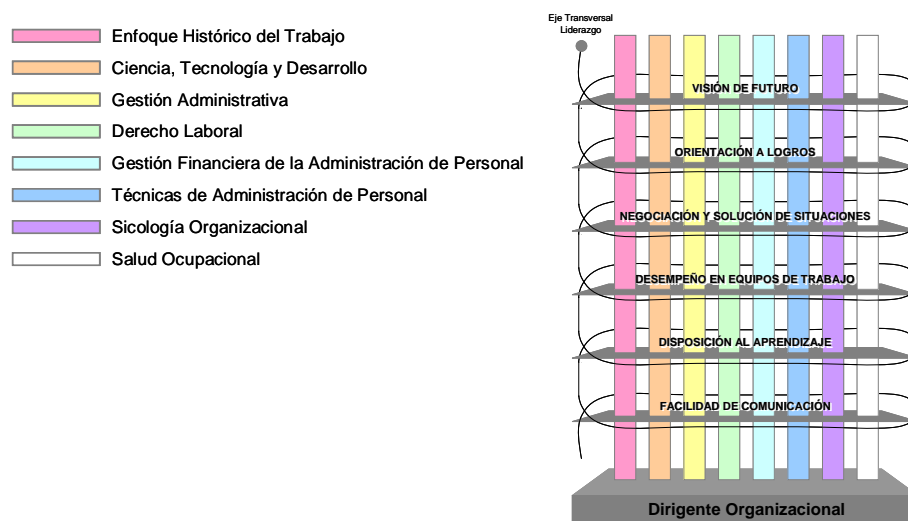 Enfoque Histórico del Trabajo
Ciencia, Tecnología y Desarrollo
Gestión Administrativa
Derecho Laboral
Gestión Financiera de la Administración de Personal
Técnicas de Administración de Personal
Sicología Organizacional
Salud Ocupacional
Eje Transversal
Liderazgo
VISIÓN DE FUTURO
ORIENTACIÓN A LOGROS
NEGOCIACIÓN Y SOLUCIÓN DE SITUACIONES
DESEMPEÑO EN EQUIPOS DE TRABAJO
DISPOSICIÓN AL APRENDIZAJE
FACILIDAD DE COMUNICACIÓN
Dirigente Organizacional